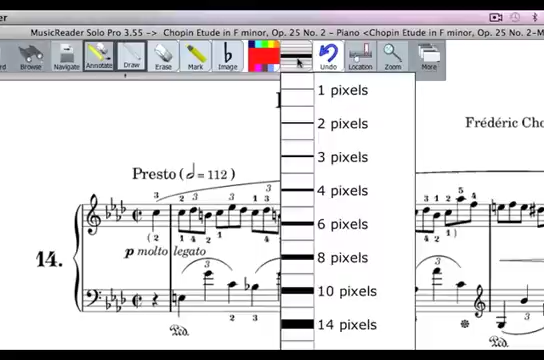 MusicReader Solo Pro 3.55 -> Chopin Etude in F minor, Op. 25 No. 2 - Piano <Chopin Etude in F minor, Op. 25 No. 2-M
Browse Navigate Annotate Draw Erase Mark Image Undo Location Zoom More
1 pixels
2 pixels
3 pixels
4 pixels
6 pixels
8 pixels
10 pixels
14 pixels
Frédéric Cho
Presto ( = 112 )
14.
p molto legato